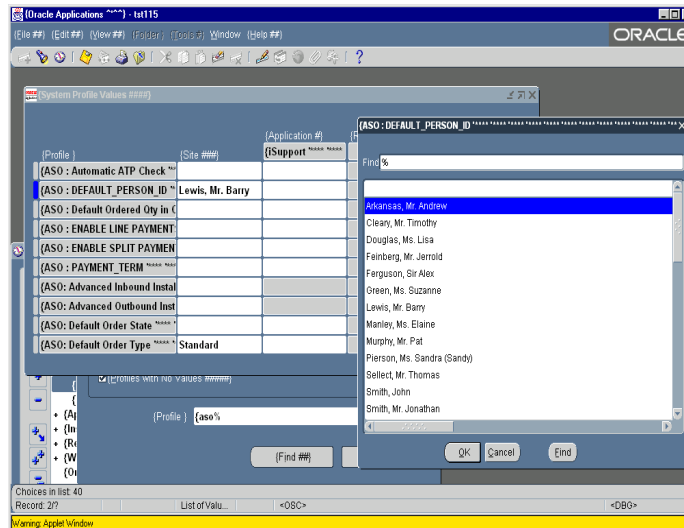 {Oracle Applications ^*^^} - tst115
{File ##} {Edit ##} {View ##} {Folder} {Tools #} Window {Help ##}
ORACLE
{System Profile Values ####}
{Application #}
{Profile } {Site ###} {iSupport **** ****
{ASO : Automatic ATP Check
{ASO : DEFAULT_PERSON_ID Lewis, Mr. Barry
{ASO : Default Ordered Qty in
{ASO : ENABLE LINE PAYMENT
{ASO : ENABLE SPLIT PAYMEN
{ASO : PAYMENT_TERM
{ASO: Advanced Inbound Instal
{ASO: Advanced Outbound Inst
{ASO: Default Order State
{ASO: Default Order Type Standard
{Profiles with No Values #####}
{Profile } {aso%
{Find ##}
{ASO : DEFAULT_PERSON_ID
Find %
Arkansas, Mr. Andrew
Cleary, Mr. Timothy
Douglas, Ms. Lisa
Feinberg, Mr. Jerrold
Ferguson, Sir Alex
Green, Ms. Suzanne
Lewis, Mr. Barry
Manley, Ms. Elaine
Murphy, Mr. Pat
Pierson, Ms. Sandra (Sandy)
Sellect, Mr. Thomas
Smith, John
Smith, Mr. Jonathan
OK Cancel Find
Choices in list: 40
Record: 2/? List of Valu... <OSC> <DBG>
Warning: Applet Window